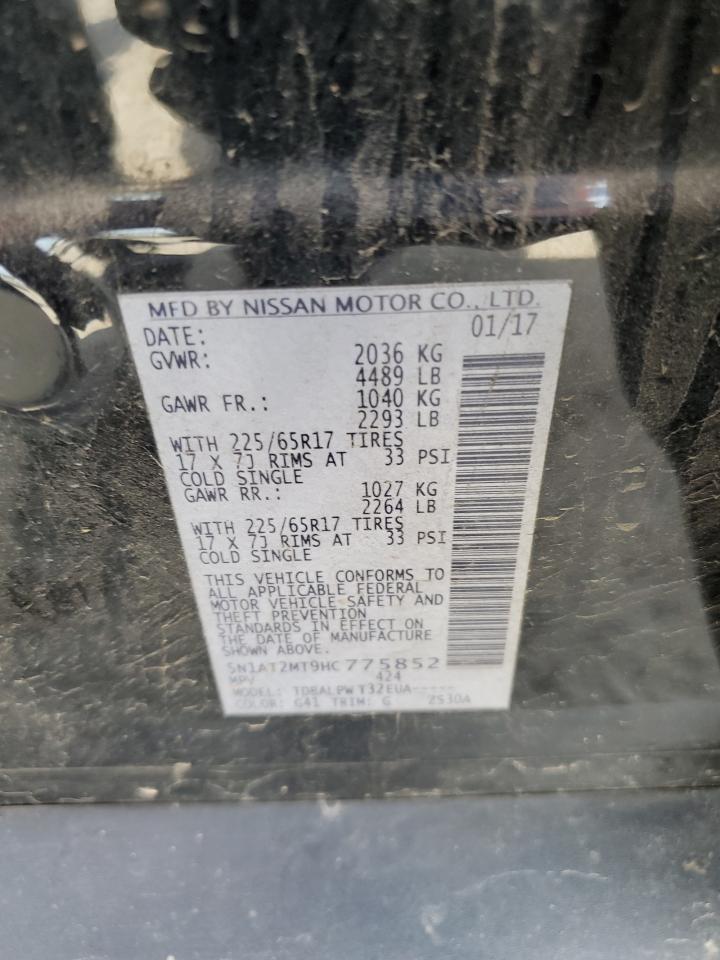 MFD BY NISSAN MOTOR CO., LTD.
DATE: 01/17
GVWR: 2036 KG
4489 LB
GAWR FR.: 1040 KG
2293 LB
WITH 225/65R17 TIRES
17 X 7J RIMS AT 33 PSI
COLD SINGLE
GAWR RR.: 1027 KG
2264 LB
WITH 225/65R17 TIRES
17 X 7J RIMS AT 33 PSI
COLD SINGLE
THIS VEHICLE CONFORMS TO
ALL APPLICABLE FEDERAL
MOTOR VEHICLE SAFETY AND
THEFT PREVENTION
STANDARDS IN EFFECT ON
THE DATE OF MANUFACTURE
SHOWN ABOVE.
5N1AT2MT9HC775852
MPV 424
MODEL: TDBALPW T32EUA-----
COLOR: G41 TRIM: G 2S30A